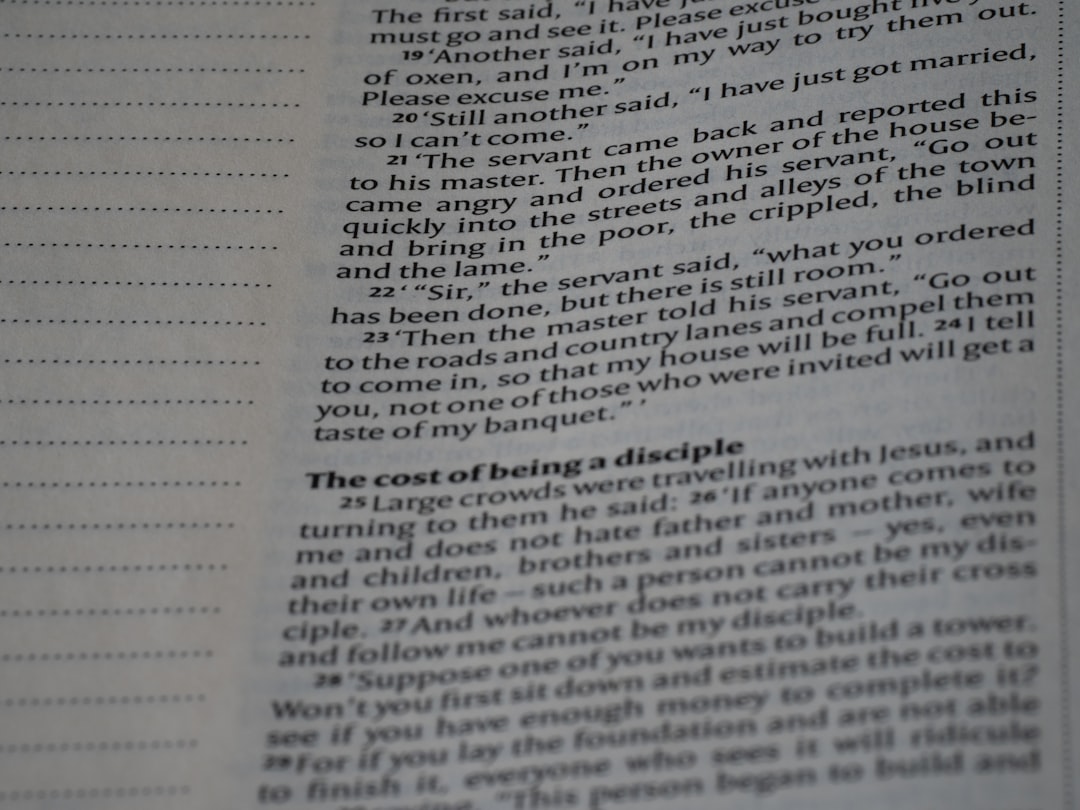 The first said, “I have
must go and see it. Please excuse
19 ‘Another said, “I have just bought five
of oxen, and I’m on my way to try them out.
Please excuse me.”
20 ‘Still another said, “I have just got married,
so I can’t come.”
21 ‘The servant came back and reported this
to his master. Then the owner of the house be-
came angry and ordered his servant, “Go out
quickly into the streets and alleys of the town
and bring in the poor, the crippled, the blind
and the lame.”
22 ‘ “Sir,” the servant said, “what you ordered
has been done, but there is still room.”
23 ‘Then the master told his servant, “Go out
to the roads and country lanes and compel them
to come in, so that my house will be full. 24 I tell
you, not one of those who were invited will get a
taste of my banquet.” ’
The cost of being a disciple
25 Large crowds were travelling with Jesus, and
turning to them he said: 26 ‘If anyone comes to
me and does not hate father and mother, wife
and children, brothers and sisters – yes, even
their own life – such a person cannot be my dis-
ciple. 27 And whoever does not carry their cross
and follow me cannot be my disciple.
28 ‘Suppose one of you wants to build a tower.
Won’t you first sit down and estimate the cost to
see if you have enough money to complete it?
29 For if you lay the foundation and are not able
to finish it, everyone who sees it will ridicule
“This person began to build and